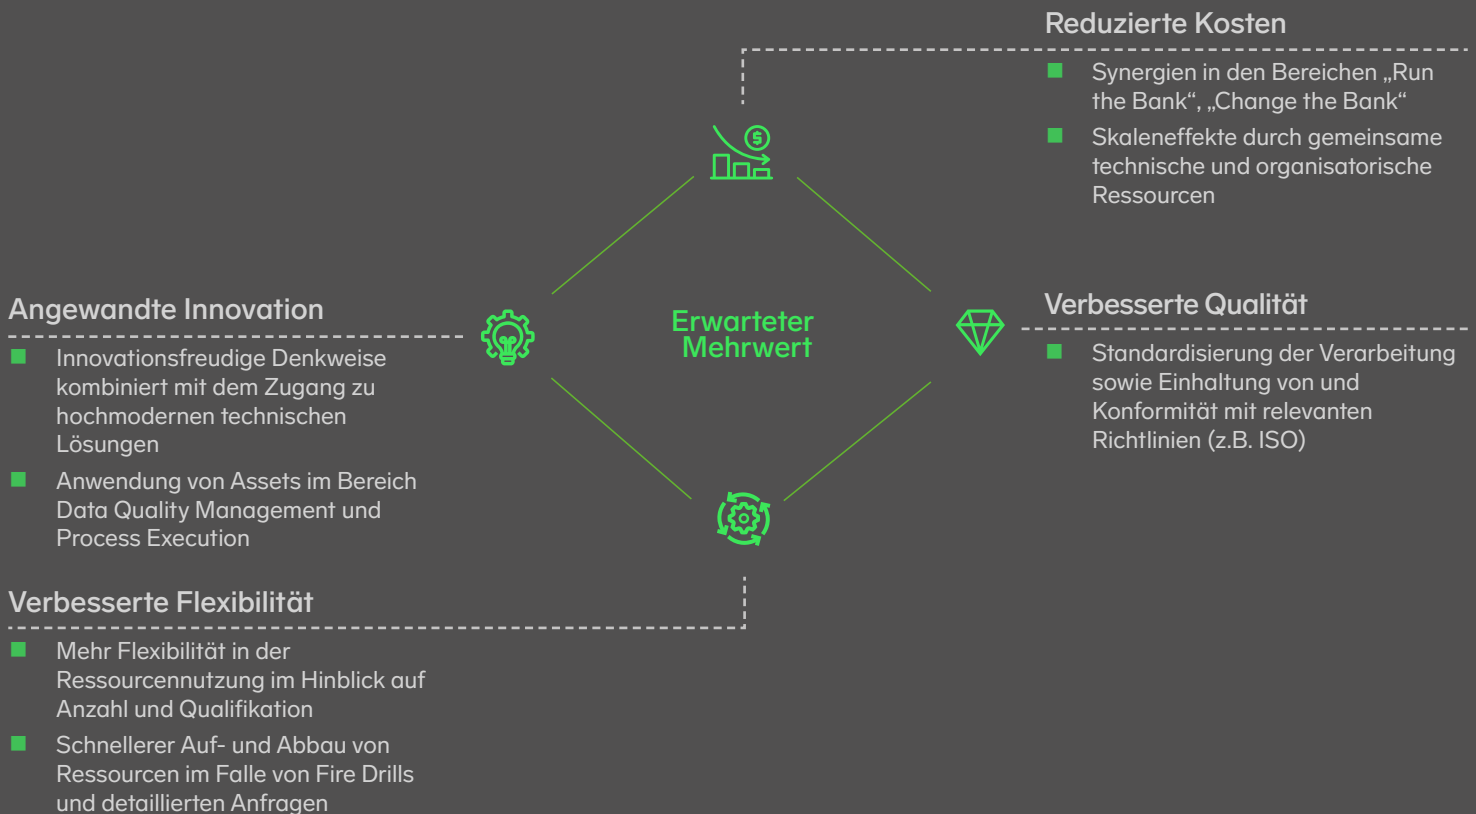 Reduzierte Kosten
Synergien in den Bereichen „Run
the Bank“, „Change the Bank“
Skaleneffekte durch gemeinsame
technische und organisatorische
Ressourcen
Angewandte Innovation
Innovationsfreudige Denkweise
kombiniert mit dem Zugang zu
hochmodernen technischen
Lösungen
Anwendung von Assets im Bereich
Data Quality Management und
Process Execution
Erwarteter
Mehrwert
Verbesserte Qualität
Standardisierung der Verarbeitung
sowie Einhaltung von und
Konformität mit relevanten
Richtlinien (z.B. ISO)
Verbesserte Flexibilität
Mehr Flexibilität in der
Ressourcennutzung im Hinblick auf
Anzahl und Qualifikation
Schnellerer Auf- und Abbau von
Ressourcen im Falle von Fire Drills
und detaillierten Anfragen
$